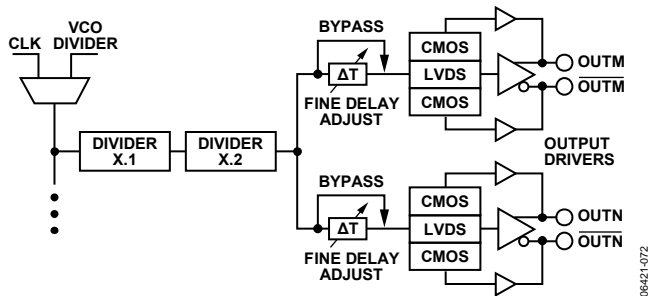 CLK
VCO
DIVIDER
DIVIDER
X.1
DIVIDER
X.2
BYPASS
ΔT
FINE DELAY
ADJUST
CMOS
LVDS
CMOS
OUTM
OUTM
OUTPUT
DRIVERS
BYPASS
ΔT
FINE DELAY
ADJUST
CMOS
LVDS
CMOS
OUTN
OUTN
06421-072